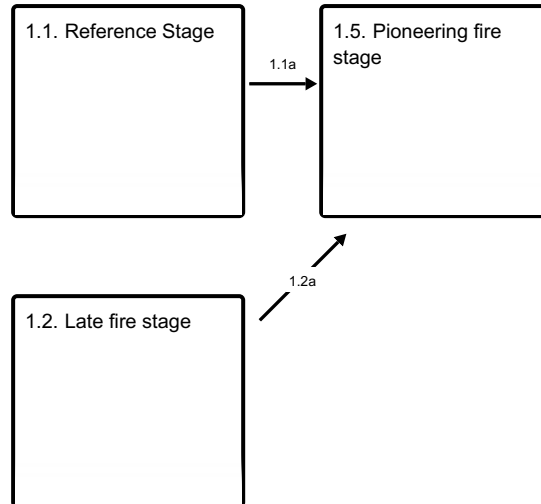 1.1. Reference Stage
1.1a
1.5. Pioneering fire
stage
1.2a
1.2. Late fire stage